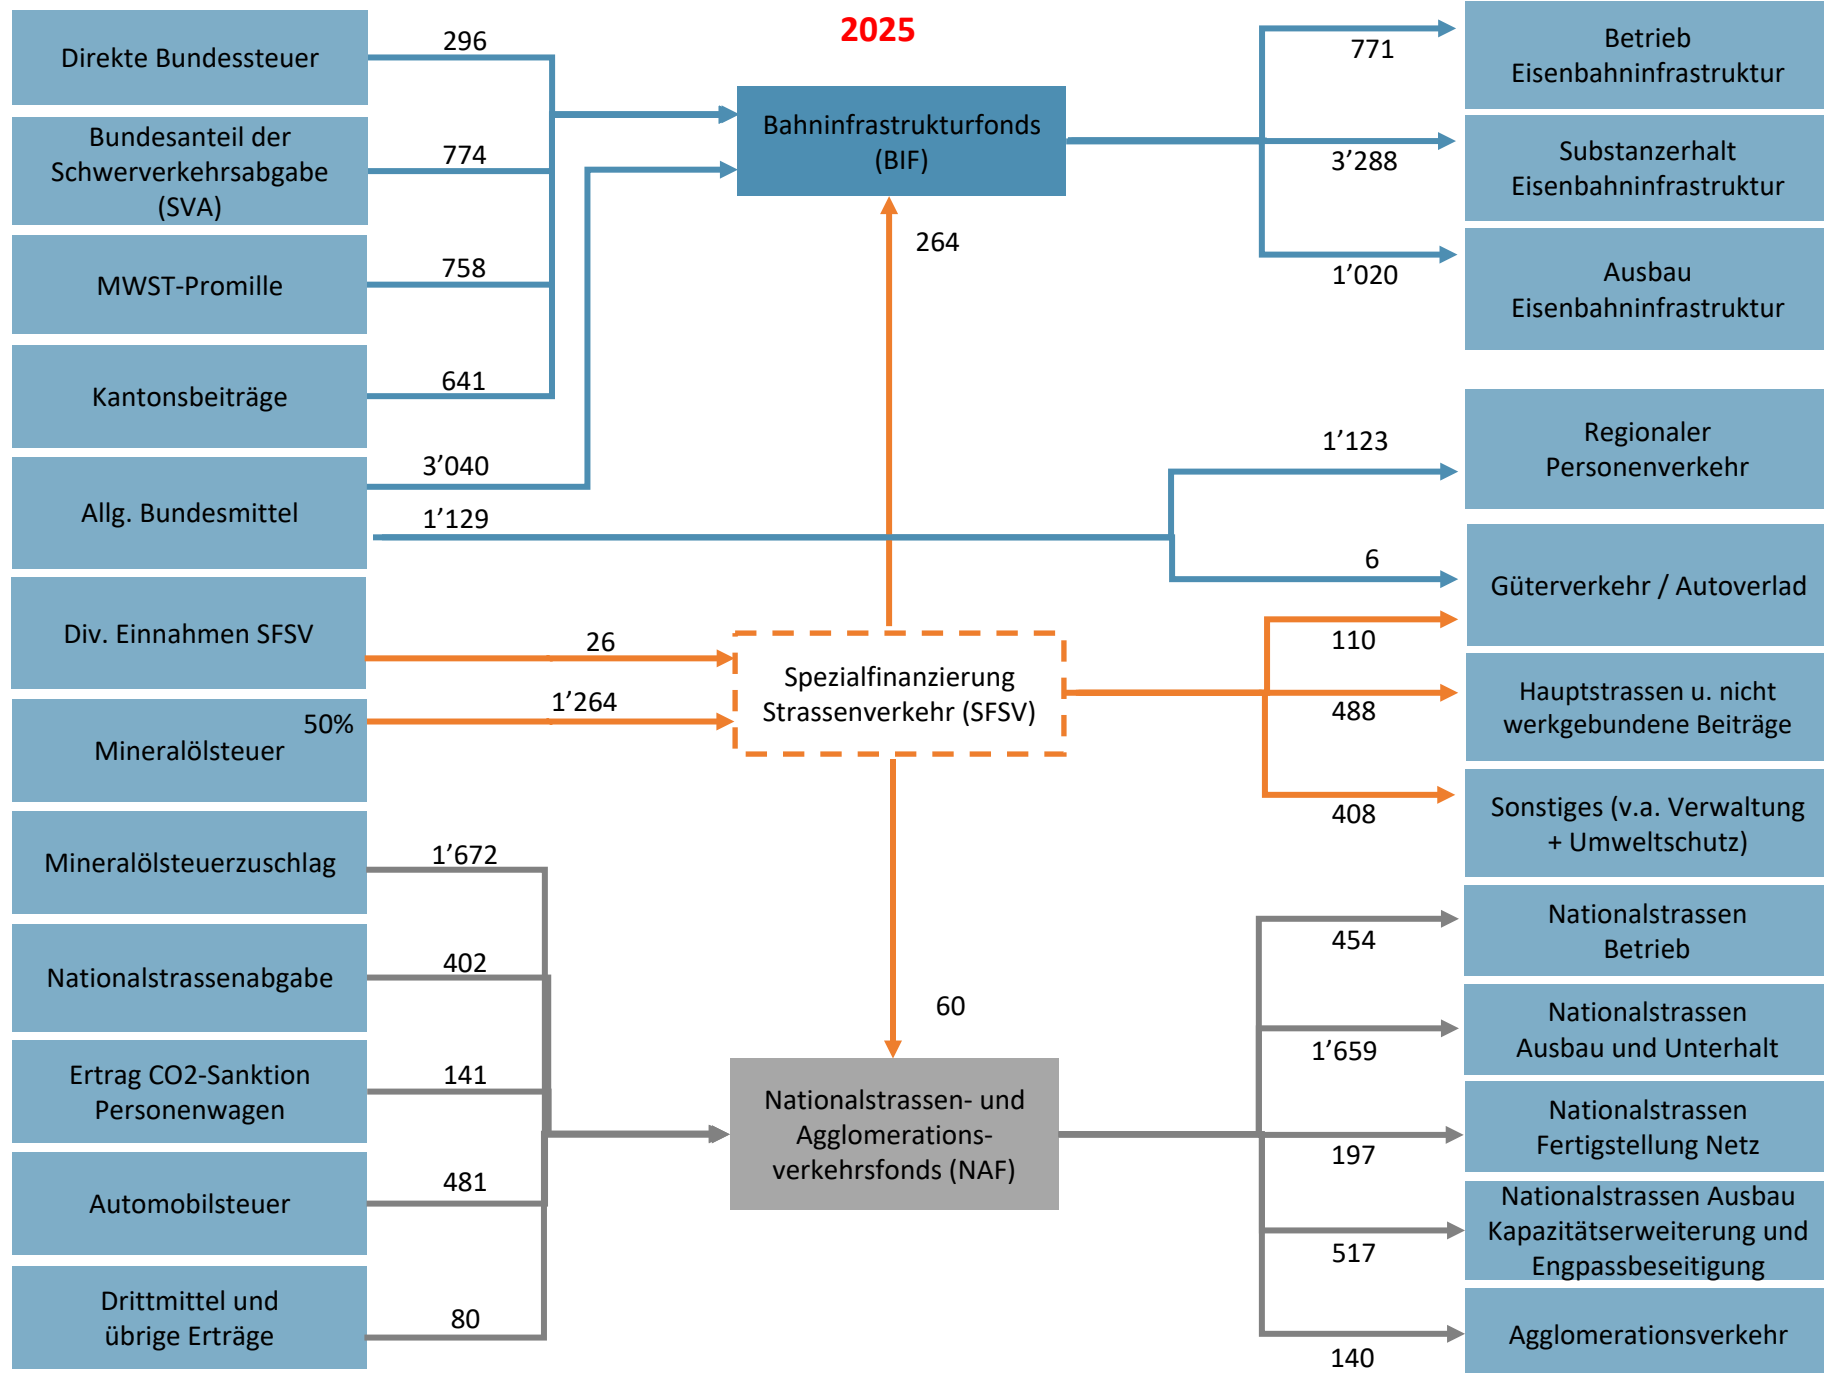 2025
Direkte Bundessteuer
296
Bundesanteil der
Schwerverkehrsabgabe
(SVA)
774
MWST-Promille
758
Kantonsbeiträge
641
Allg. Bundesmittel
3’040
1’129
Div. Einnahmen SFSV
26
50%
Mineralölsteuer
1’264
Mineralölsteuerzuschlag
1’672
Nationalstrassenabgabe
402
Ertrag CO2-Sanktion
Personenwagen
141
Automobilsteuer
481
Drittmittel und
übrige Erträge
80
Bahninfrastrukturfonds
(BIF)
264
Spezialfinanzierung
Strassenverkehr (SFSV)
60
Nationalstrassen- und
Agglomerations-
verkehrsfonds (NAF)
771
Betrieb
Eisenbahninfrastruktur
3’288
Substanzerhalt
Eisenbahninfrastruktur
1’020
Ausbau
Eisenbahninfrastruktur
1’123
Regionaler
Personenverkehr
6
Güterverkehr / Autoverlad
110
488
Hauptstrassen u. nicht
werkgebundene Beiträge
408
Sonstiges (v.a. Verwaltung
+ Umweltschutz)
454
Nationalstrassen
Betrieb
1’659
Nationalstrassen
Ausbau und Unterhalt
197
Nationalstrassen
Fertigstellung Netz
517
Nationalstrassen Ausbau
Kapazitätserweiterung und
Engpassbeseitigung
140
Agglomerationsverkehr